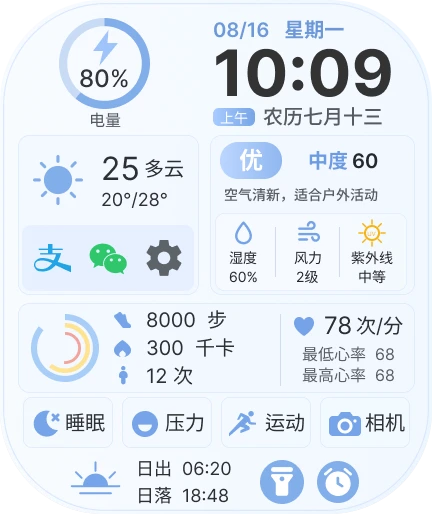 80%
电量
08/16 星期一
10:09
上午 农历七月十三
25 多云
20°/28°
支
优 中度 60
空气清新，适合户外活动
UV
湿度 风力 紫外线
60% 2级 中等
8000 步
300 千卡
12 次
78 次/分
最低心率 68
最高心率 68
睡眠 压力 运动 相机
日出 06:20
日落 18:48